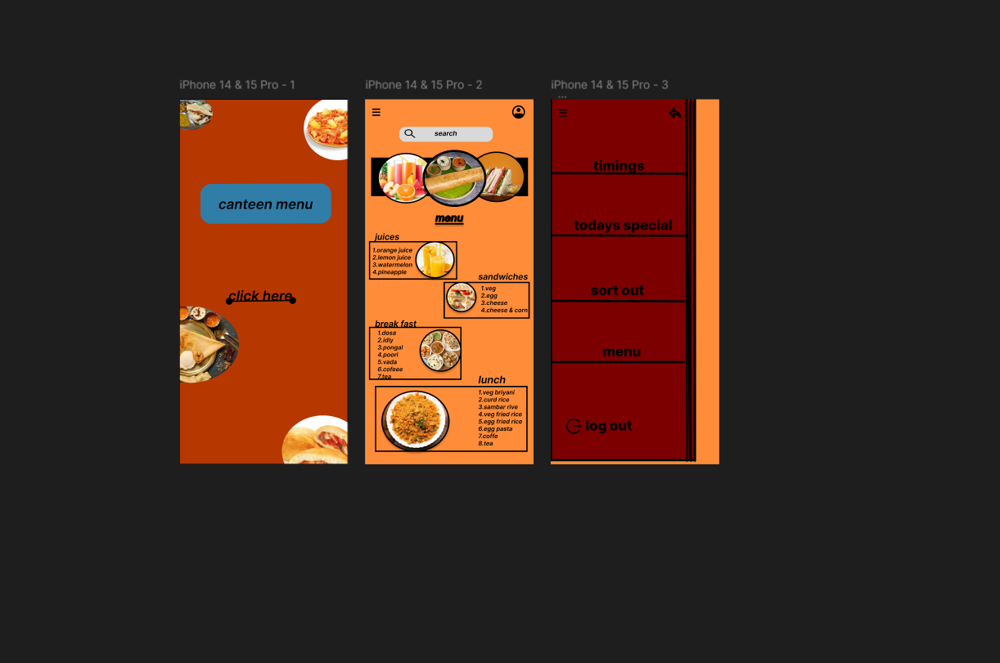 iPhone 14 & 15 Pro - 1
canteen menu
click here
iPhone 14 & 15 Pro - 2
search
menu
juices
1.orange juice
2.lemon juice
3.watermelon
4.pineapple
sandwiches
1.veg
2.egg
3.cheese
4.cheese & corn
break fast
1.dosa
2.idly
3.pongal
4.poori
5.vada
6.cofeee
7.tea
lunch
1.veg briyani
2.curd rice
3.sambar rive
4.veg fried rice
5.egg fried rice
6.egg pasta
7.coffe
8.tea
iPhone 14 & 15 Pro - 3
...
timings
todays special
sort out
menu
log out